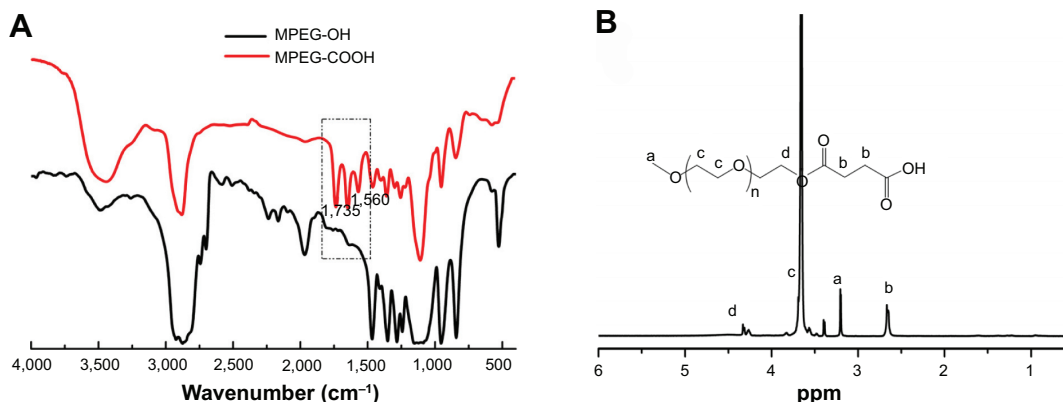 A
MPEG-OH
MPEG-COOH
1,735
1,560
4,000 3,500 3,000 2,500 2,000 1,500 1,000 500
Wavenumber (cm⁻¹)
B
a c c d O b b OH
O O n O O
c a b
d
6 5 4 3 2 1
ppm